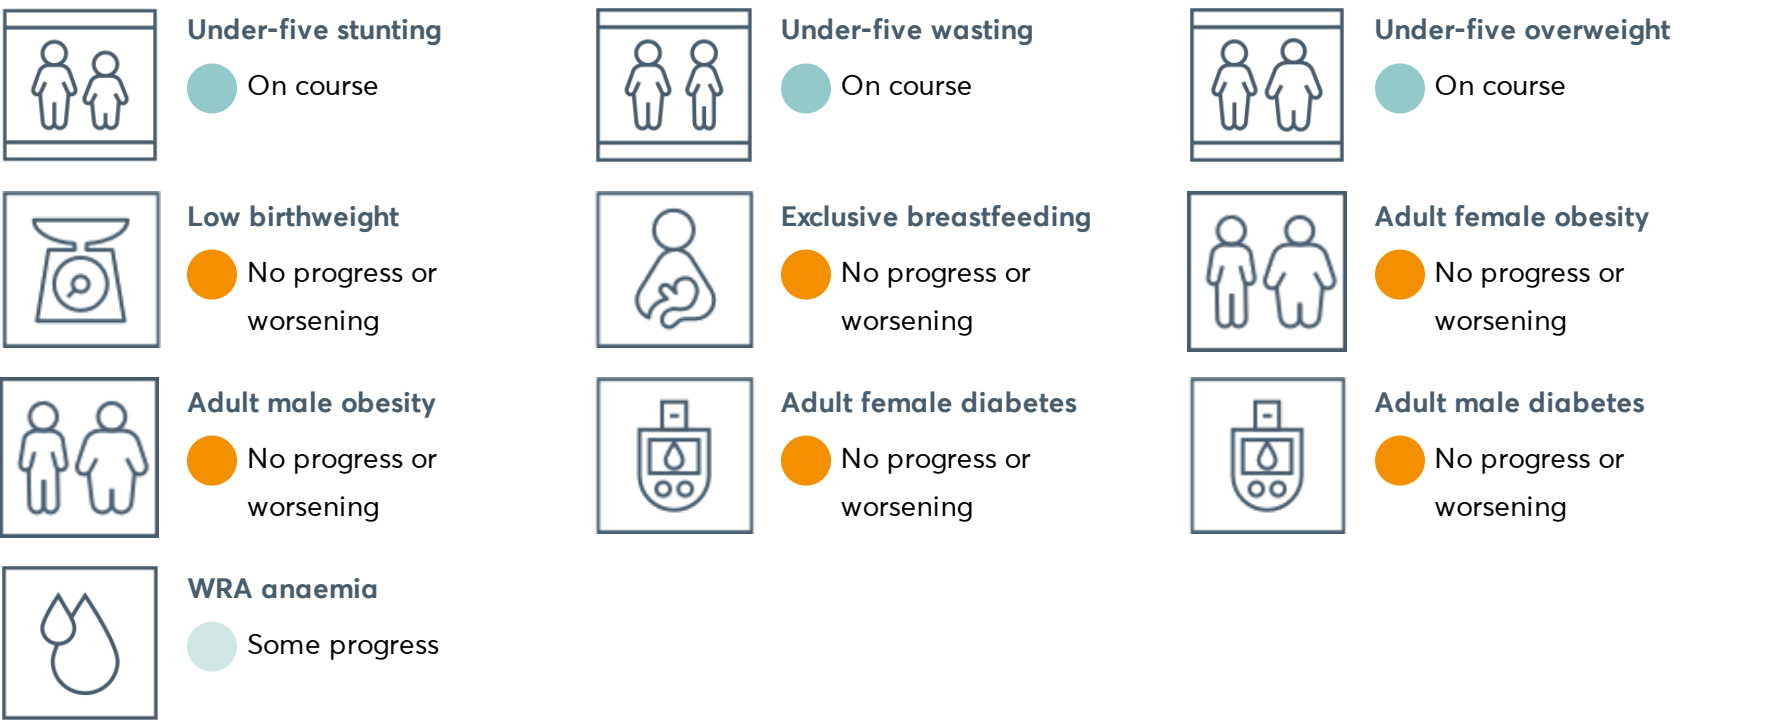 Under-five stunting
On course
Under-five wasting
On course
Under-five overweight
On course
Low birthweight
No progress or
worsening
Exclusive breastfeeding
No progress or
worsening
Adult female obesity
No progress or
worsening
Adult male obesity
No progress or
worsening
Adult female diabetes
No progress or
worsening
Adult male diabetes
No progress or
worsening
WRA anaemia
Some progress